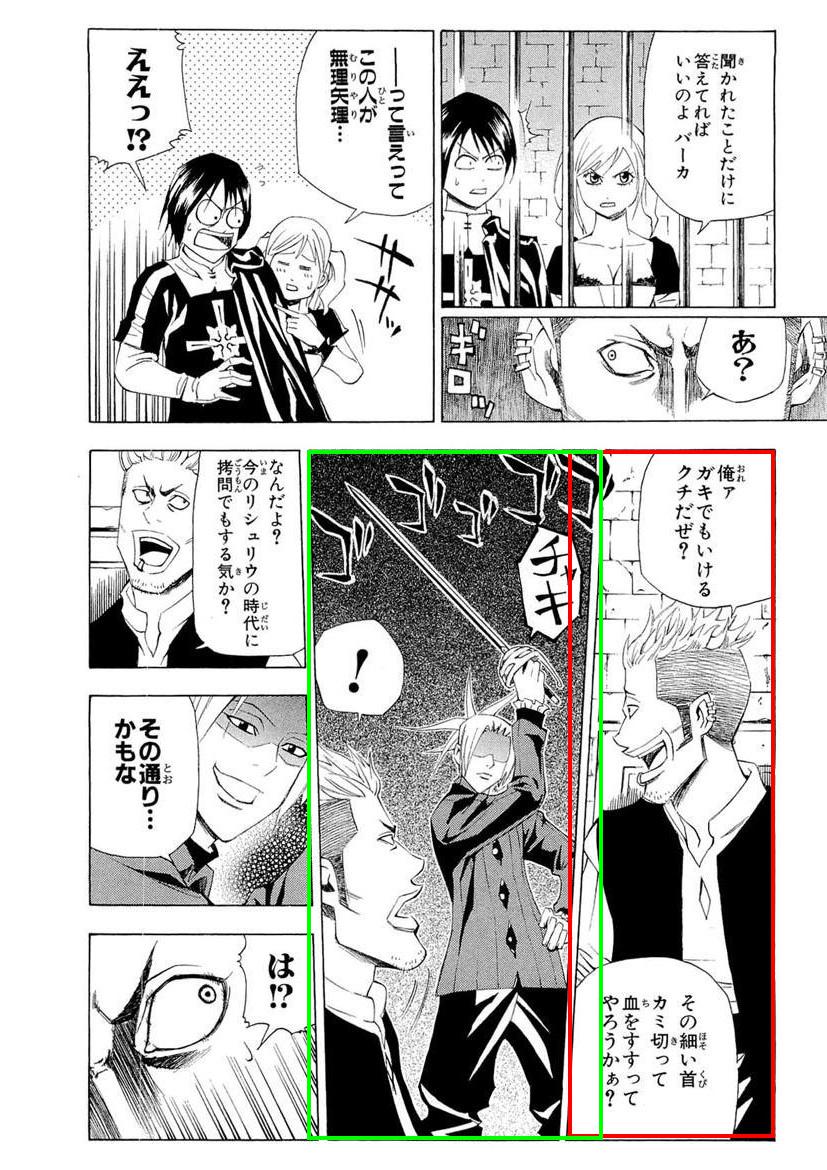 聞かれたことだけに
答えてれば
いいのよ バーカ
――って言えって
この人が
無理矢理…
ええっ!?
あ?
ギロッ
俺ァ
ガキでもいける
クチだぜ?
その細い首
カミ切って
血をすすって
やろうかぁ?
ゴゴゴゴ
チャキ
!
なんだよ?
今のリシュリウの時代に
拷問でもする気か?
その通り…
かもな
は!?